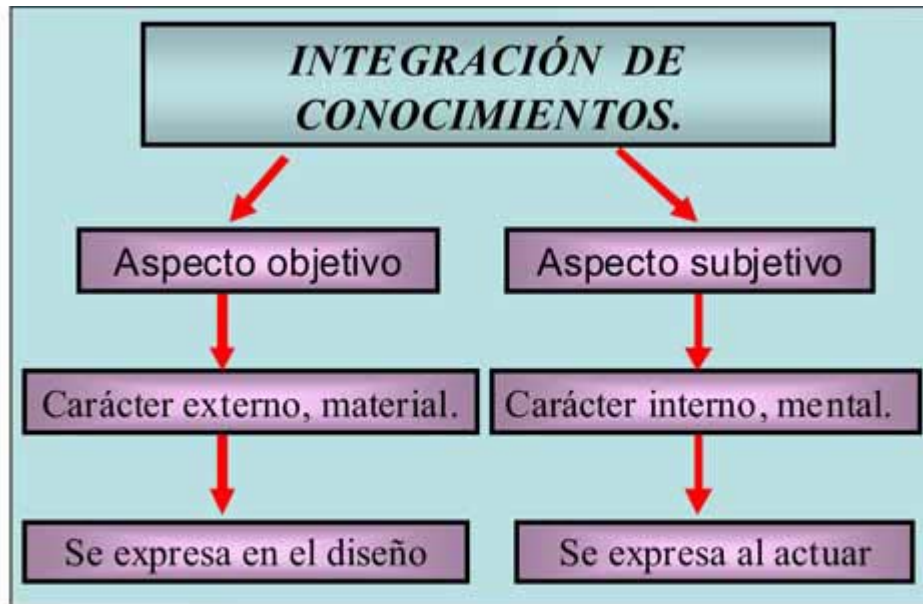 INTEGRACIÓN DE
CONOCIMIENTOS.
Aspecto objetivo
Aspecto subjetivo
Carácter externo, material.
Carácter interno, mental.
Se expresa en el diseño
Se expresa al actuar